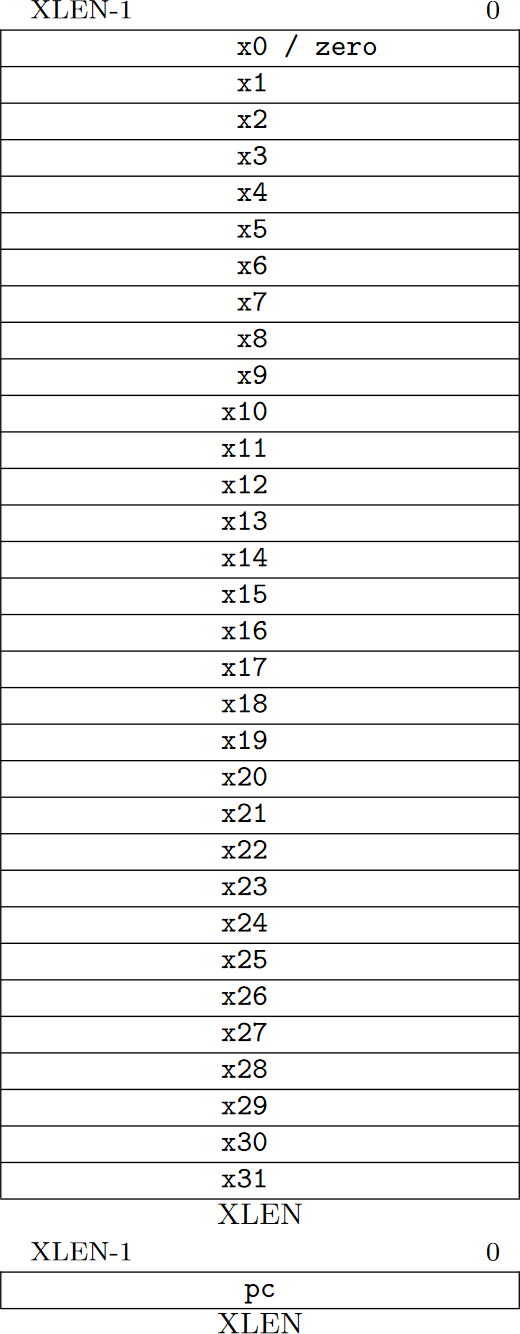 XLEN-1 0
x0 / zero
x1
x2
x3
x4
x5
x6
x7
x8
x9
x10
x11
x12
x13
x14
x15
x16
x17
x18
x19
x20
x21
x22
x23
x24
x25
x26
x27
x28
x29
x30
x31
XLEN
XLEN-1 0
pc
XLEN